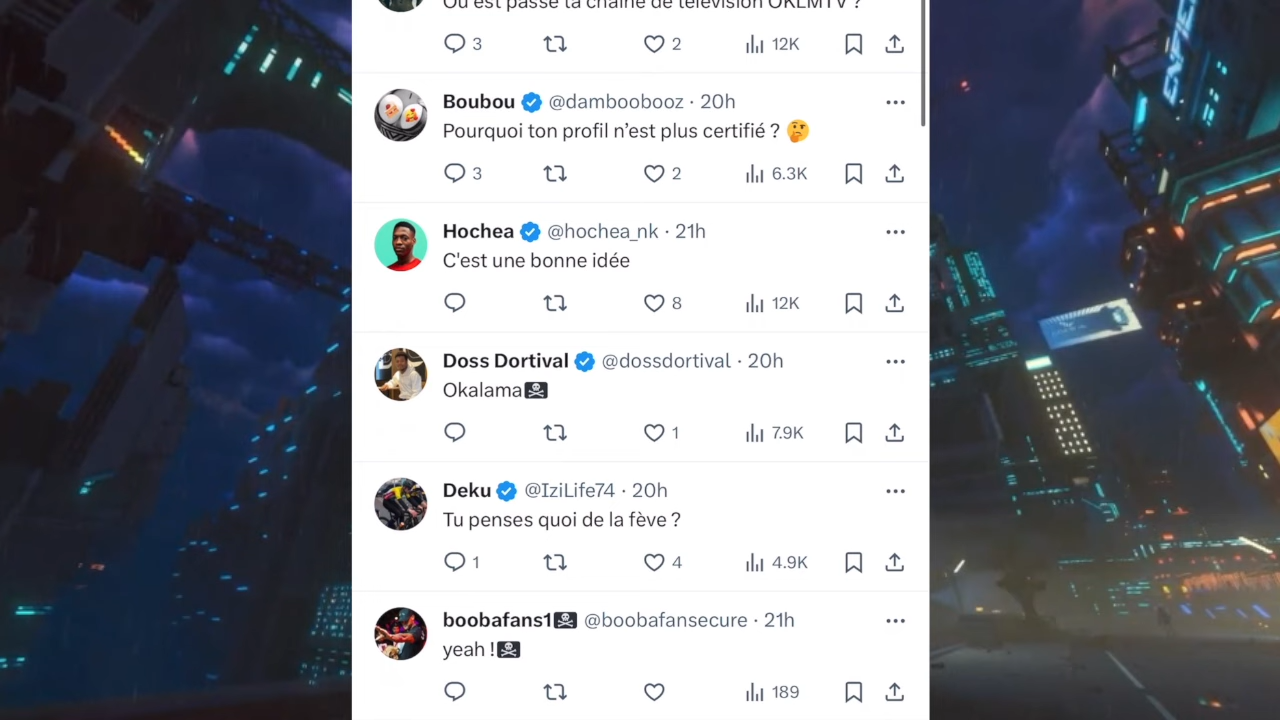 Où est passé ta chaîne de télévision OKLMTV ?
3 2 12K
Boubou @damboobooz · 20h
Pourquoi ton profil n’est plus certifié ? 🤔
3 2 6.3K
Hochea @hochea_nk · 21h
C'est une bonne idée
8 12K
Doss Dortival @dossdortival · 20h
Okalama🏴‍☠️
1 7.9K
Deku @IziLife74 · 20h
Tu penses quoi de la fève ?
1 4 4.9K
boobafans1🏴‍☠️ @boobafansecure · 21h
yeah !🏴‍☠️
189